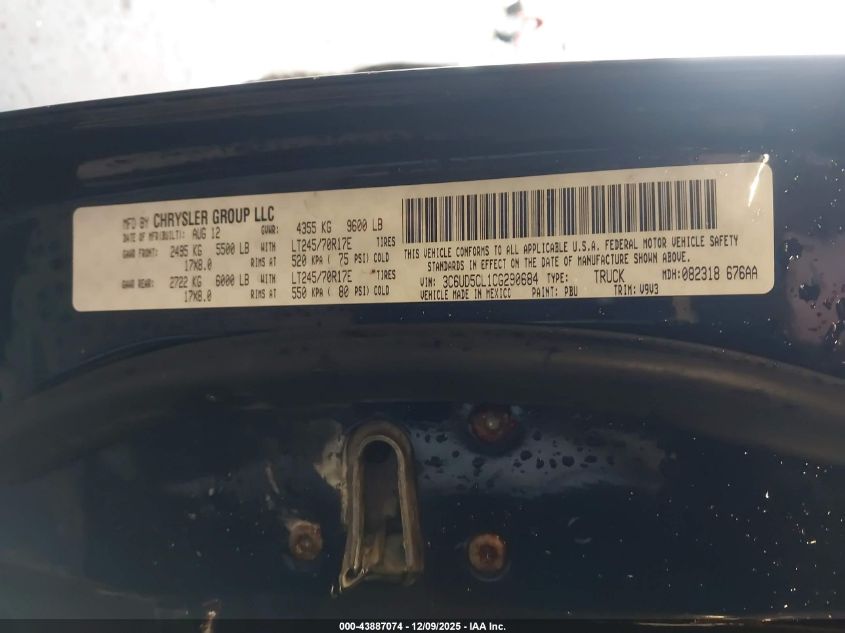 MFD BY CHRYSLER GROUP LLC
DATE OF MFR(BUILT): AUG 12 GVWR: 4355 KG 9600 LB
GAWR FRONT: 2495 KG 5500 LB WITH LT245/70R17E TIRES
17X8.0 RIMS AT 520 KPA ( 75 PSI) COLD
GAWR REAR: 2722 KG 6000 LB WITH LT245/70R17E TIRES
17X8.0 RIMS AT 550 KPA ( 80 PSI) COLD
THIS VEHICLE CONFORMS TO ALL APPLICABLE U.S.A. FEDERAL MOTOR VEHICLE SAFETY
STANDARDS IN EFFECT ON THE DATE OF MANUFACTURE SHOWN ABOVE.
VIN: 3C6UD5CL1CG290684 TYPE: TRUCK MDH:082318 676AA
VEHICLE MADE IN MEXICO PAINT: PBU TRIM: V9V3
000-43887074 - 12/09/2025 - IAA Inc.